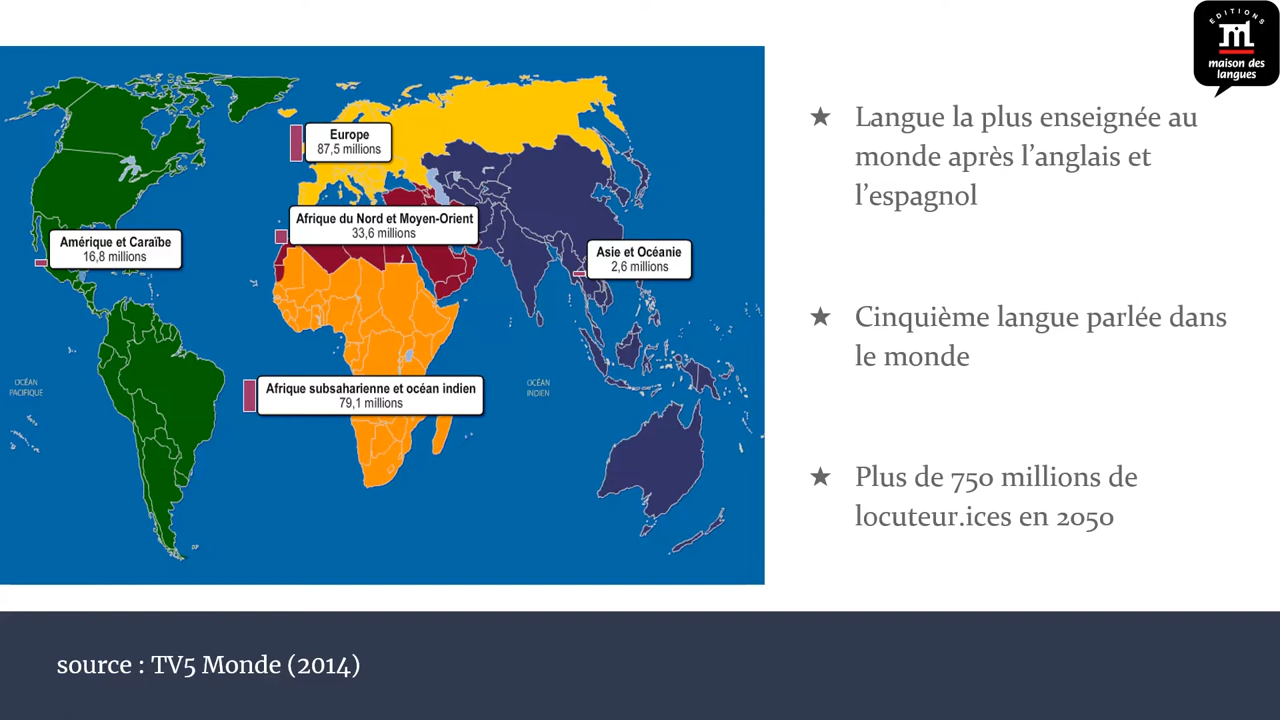 EDITIONS
maison des
langues
Europe
87,5 millions
Afrique du Nord et Moyen-Orient
33,6 millions
Amérique et Caraïbe
16,8 millions
Asie et Océanie
2,6 millions
Afrique subsaharienne et océan indien
79,1 millions
OCÉAN
PACIFIQUE
OCÉAN
INDIEN
★ Langue la plus enseignée au
monde après l’anglais et
l’espagnol
★ Cinquième langue parlée dans
le monde
★ Plus de 750 millions de
locuteur.ices en 2050
source : TV5 Monde (2014)